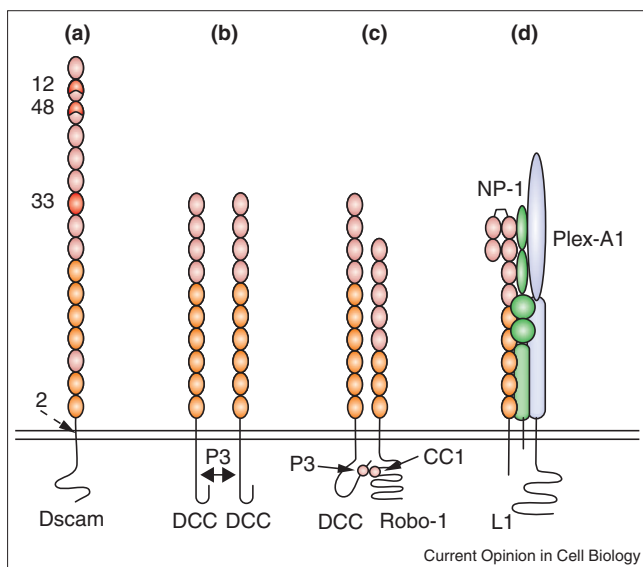 (a) (b) (c) (d)
12
48
33
NP-1
Plex-A1
2
P3
P3
CC1
Dscam
DCC DCC
DCC
Robo-1
L1
Current Opinion in Cell Biology